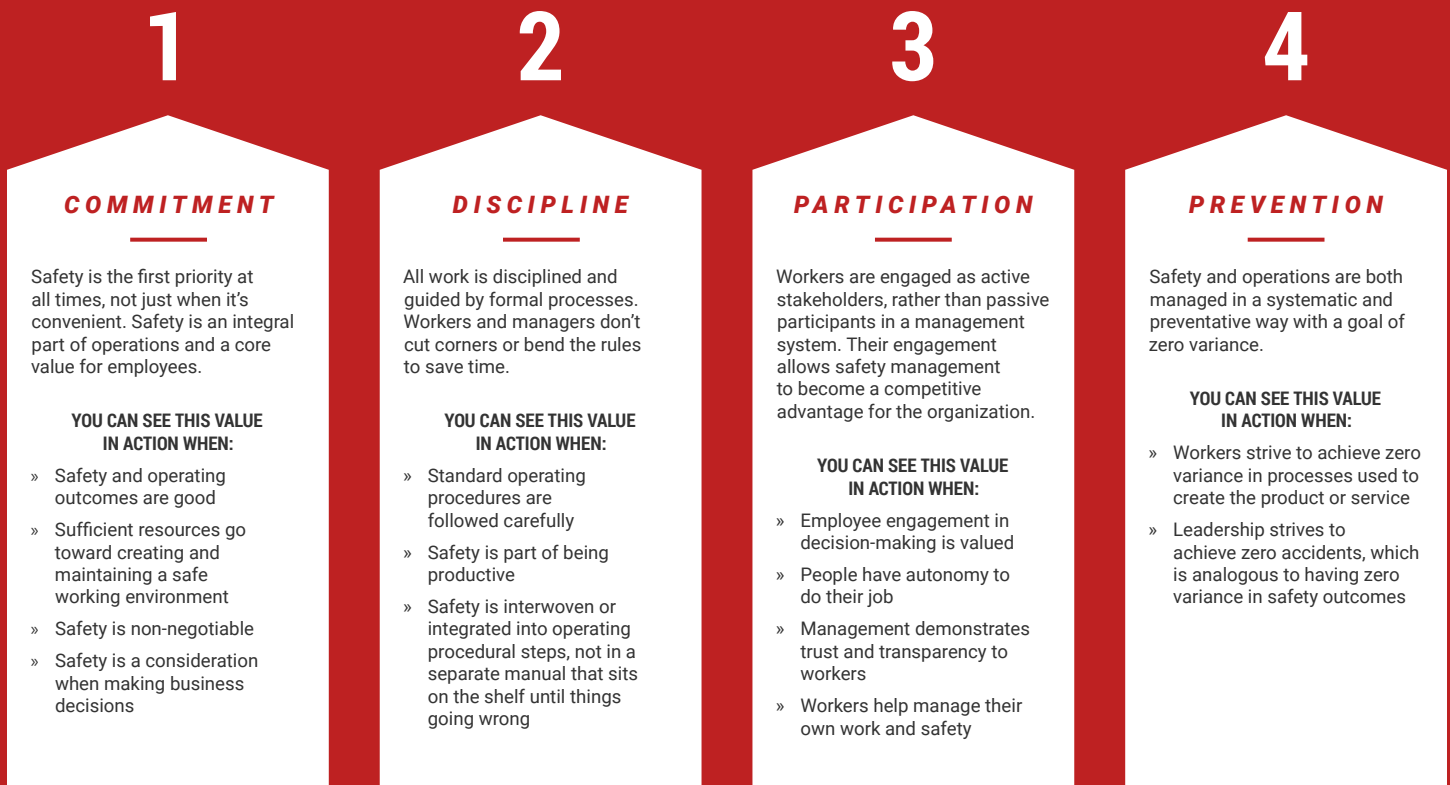 1
COMMITMENT
Safety is the first priority at
all times, not just when it's
convenient. Safety is an integral
part of operations and a core
value for employees.
YOU CAN SEE THIS VALUE
IN ACTION WHEN:
» Safety and operating
outcomes are good
» Sufficient resources go
toward creating and
maintaining a safe
working environment
» Safety is non-negotiable
» Safety is a consideration
when making business
decisions
2
DISCIPLINE
All work is disciplined and
guided by formal processes.
Workers and managers don't
cut corners or bend the rules
to save time.
YOU CAN SEE THIS VALUE
IN ACTION WHEN:
» Standard operating
procedures are
followed carefully
» Safety is part of being
productive
» Safety is interwoven or
integrated into operating
procedural steps, not in a
separate manual that sits
on the shelf until things
going wrong
3
PARTICIPATION
Workers are engaged as active
stakeholders, rather than passive
participants in a management
system. Their engagement
allows safety management
to become a competitive
advantage for the organization.
YOU CAN SEE THIS VALUE
IN ACTION WHEN:
» Employee engagement in
decision-making is valued
» People have autonomy to
do their job
» Management demonstrates
trust and transparency to
workers
» Workers help manage their
own work and safety
4
PREVENTION
Safety and operations are both
managed in a systematic and
preventative way with a goal of
zero variance.
YOU CAN SEE THIS VALUE
IN ACTION WHEN:
» Workers strive to achieve zero
variance in processes used to
create the product or service
» Leadership strives to
achieve zero accidents, which
is analogous to having zero
variance in safety outcomes